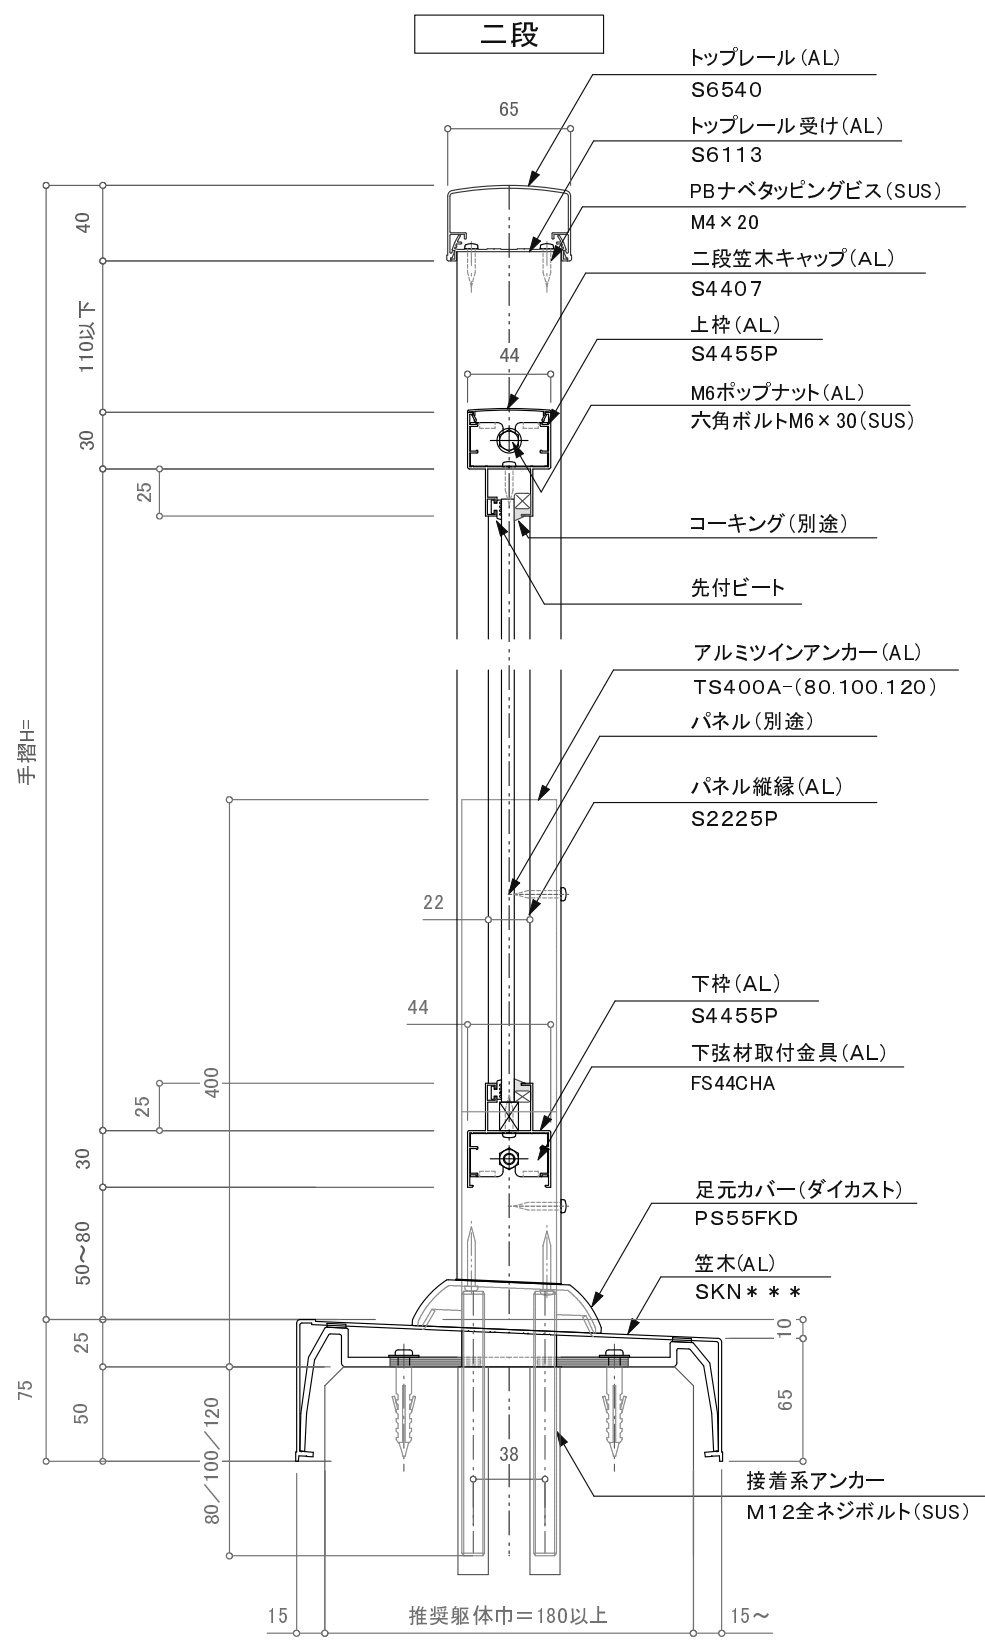 二段
トップレール(AL)
S6540
トップレール受け(AL)
S6113
PBナベタッピングビス(SUS)
M4×20
二段笠木キャップ(AL)
S4407
上枠(AL)
S4455P
M6ポップナット(AL)
六角ボルトM6×30(SUS)
コーキング(別途)
先付ビート
アルミツインアンカー(AL)
TS400A-(80.100.120)
パネル(別途)
パネル縦縁(AL)
S2225P
下枠(AL)
S4455P
下弦材取付金具(AL)
FS44CHA
足元カバー(ダイカスト)
PS55FKD
笠木(AL)
SKN***
接着系アンカー
M12全ネジボルト(SUS)
65
40
110以下
44
30
25
手摺H=
22
44
400
25
30
50~80
25
75
50
80/100/120
10
65
38
15
推奨躯体巾=180以上
15~